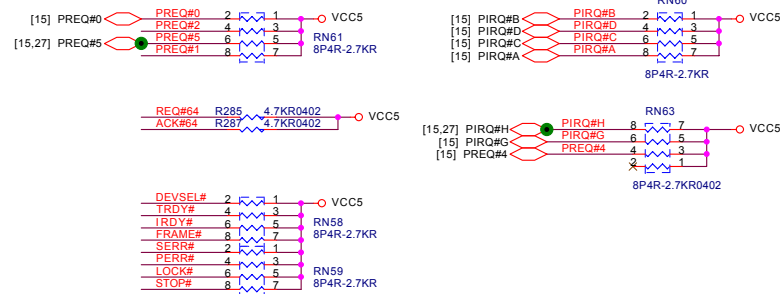 [15] PREQ#0 PREQ#0 2 1 VCC5
PREQ#2 4 3 RN61
[15,27] PREQ#5 PREQ#5 6 5 8P4R-2.7KR
PREQ#1 8 7
RN60
[15] PIRQ#B PIRQ#B 2 1 VCC5
[15] PIRQ#D PIRQ#D 4 3
[15] PIRQ#C PIRQ#C 6 5
[15] PIRQ#A PIRQ#A 8 7
8P4R-2.7KR
REQ#64 R285 4.7KR0402 VCC5
ACK#64 R287 4.7KR0402
RN63
[15,27] PIRQ#H PIRQ#H 8 7 VCC5
[15] PIRQ#G PIRQ#G 6 5
[15] PREQ#4 PREQ#4 4 3
2 1
8P4R-2.7KR0402
DEVSEL# 2 1 VCC5
TRDY# 4 3
IRDY# 6 5 RN58
FRAME# 8 7 8P4R-2.7KR
SERR# 2 1
PERR# 4 3
LOCK# 6 5 RN59
STOP# 8 7 8P4R-2.7KR